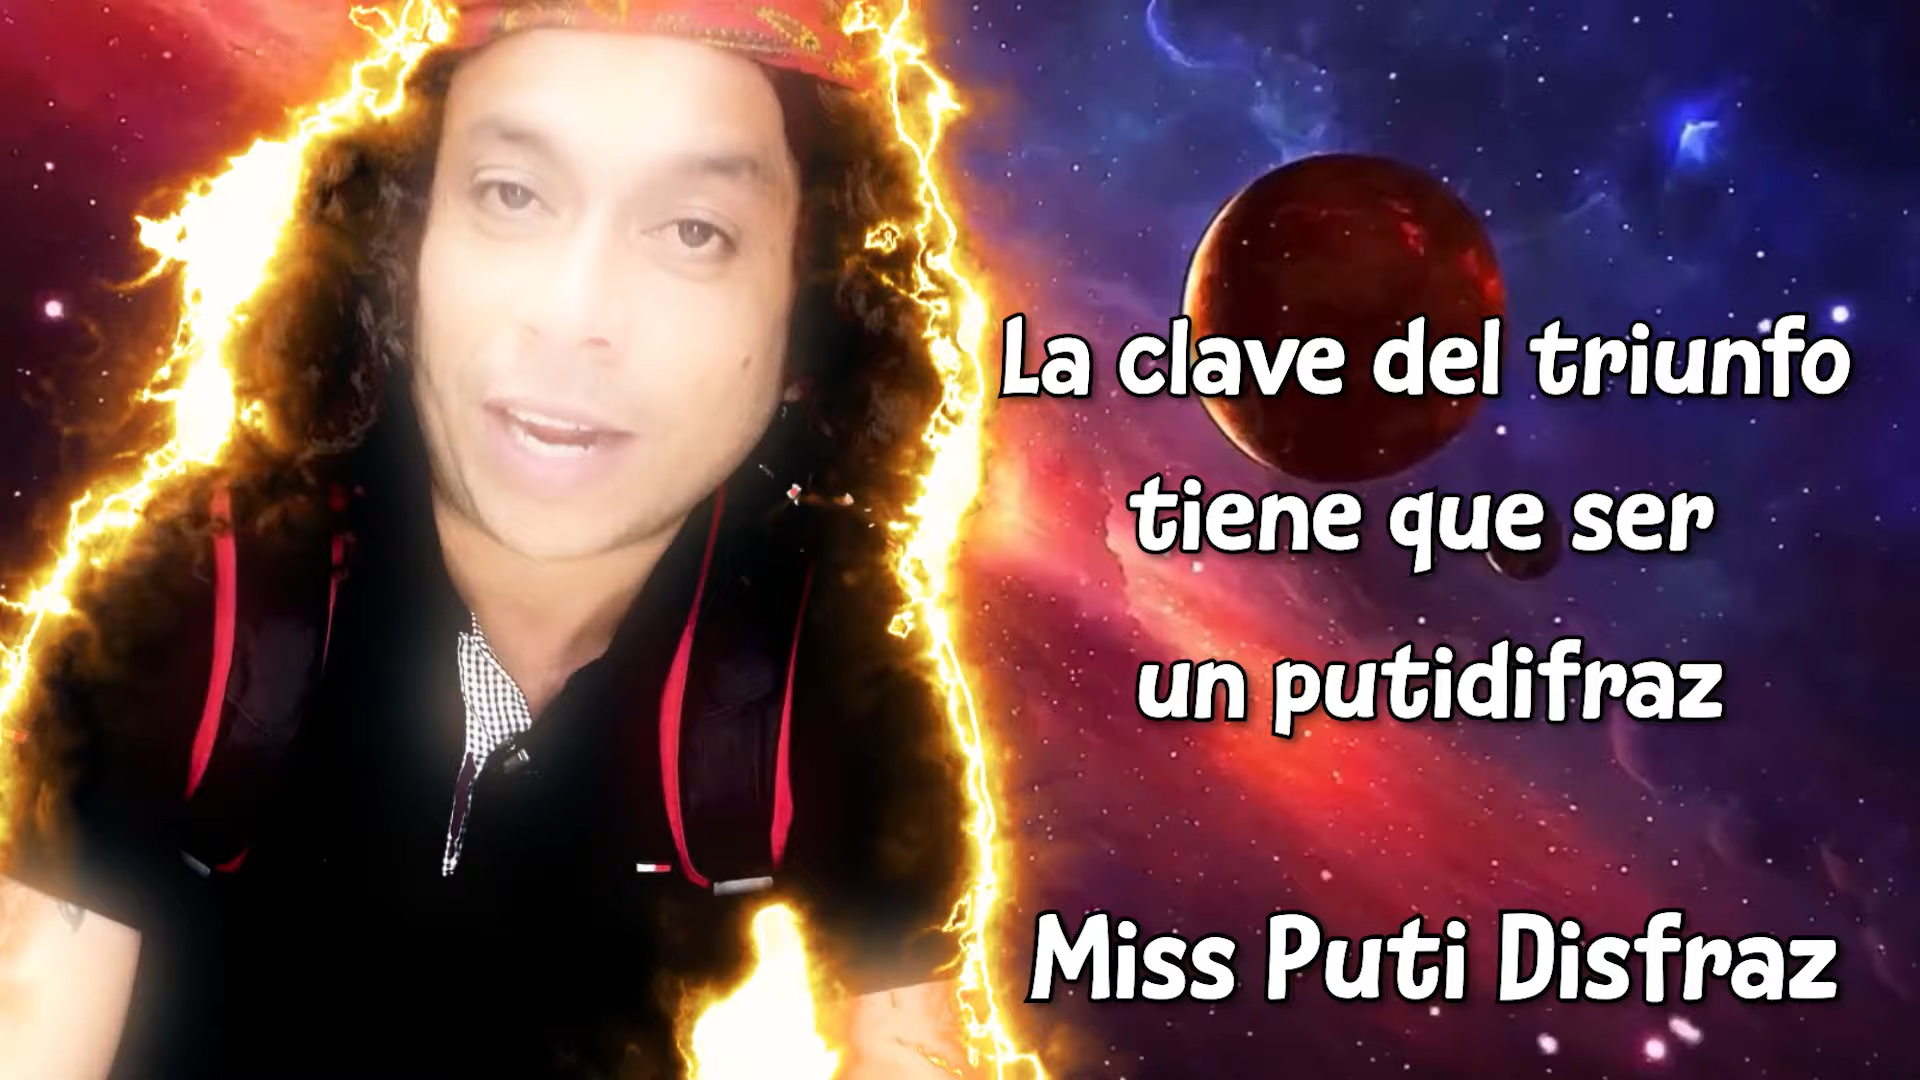 La clave del triunfo
tiene que ser
un putidifraz
Miss Puti Disfraz